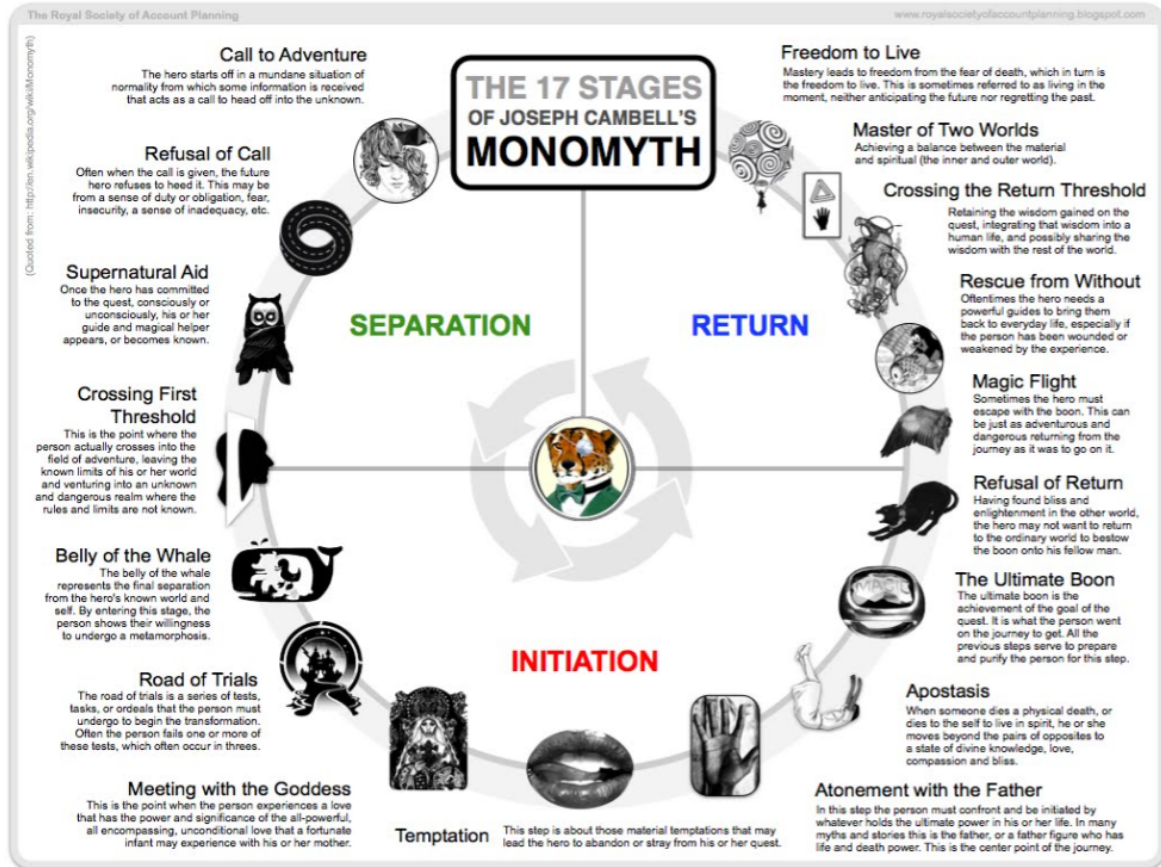 The Royal Society of Account Planning
www.royalsocietyofaccountplanning.blogspot.com
(Quoted from: http://en.wikipedia.org/wiki/Monomyth)
THE 17 STAGES
OF JOSEPH CAMBELL'S
MONOMYTH
Call to Adventure
The hero starts off in a mundane situation of
normality from which some information is received
that acts as a call to head off into the unknown.
Refusal of Call
Often when the call is given, the future
hero refuses to heed it. This may be
from a sense of duty or obligation, fear,
insecurity, a sense of inadequacy, etc.
Supernatural Aid
Once the hero has committed
to the quest, consciously or
unconsciously, his or her
guide and magical helper
appears, or becomes known.
Crossing First
Threshold
This is the point where the
person actually crosses into the
field of adventure, leaving the
known limits of his or her world
and venturing into an unknown
and dangerous realm where the
rules and limits are not known.
Belly of the Whale
The belly of the whale
represents the final separation
from the hero's known world and
self. By entering this stage, the
person shows their willingness
to undergo a metamorphosis.
Road of Trials
The road of trials is a series of tests,
tasks, or ordeals that the person must
undergo to begin the transformation.
Often the person fails one or more of
these tests, which often occur in threes.
Meeting with the Goddess
This is the point when the person experiences a love
that has the power and significance of the all-powerful,
all encompassing, unconditional love that a fortunate
infant may experience with his or her mother.
Temptation
This step is about those material temptations that may
lead the hero to abandon or stray from his or her quest.
Atonement with the Father
In this step the person must confront and be initiated by
whatever holds the ultimate power in his or her life. In many
myths and stories this is the father, or a father figure who has
life and death power. This is the center point of the journey.
Apostasis
When someone dies a physical death, or
dies to the self to live in spirit, he or she
moves beyond the pairs of opposites to
a state of divine knowledge, love,
compassion and bliss.
The Ultimate Boon
The ultimate boon is the
achievement of the goal of the
quest. It is what the person went
on the journey to get. All the
previous steps serve to prepare
and purify the person for this step.
MAGIC
Refusal of Return
Having found bliss and
enlightenment in the other world,
the hero may not want to return
to the ordinary world to bestow
the boon onto his fellow man.
Magic Flight
Sometimes the hero must
escape with the boon. This can
be just as adventurous and
dangerous returning from the
journey as it was to go on it.
Rescue from Without
Oftentimes the hero needs a
powerful guides to bring them
back to everyday life, especially if
the person has been wounded or
weakened by the experience.
Crossing the Return Threshold
Retaining the wisdom gained on the
quest, integrating that wisdom into a
human life, and possibly sharing the
wisdom with the rest of the world.
Master of Two Worlds
Achieving a balance between the material
and spiritual (the inner and outer world).
Freedom to Live
Mastery leads to freedom from the fear of death, which in turn is
the freedom to live. This is sometimes referred to as living in the
moment, neither anticipating the future nor regretting the past.
SEPARATION
RETURN
INITIATION